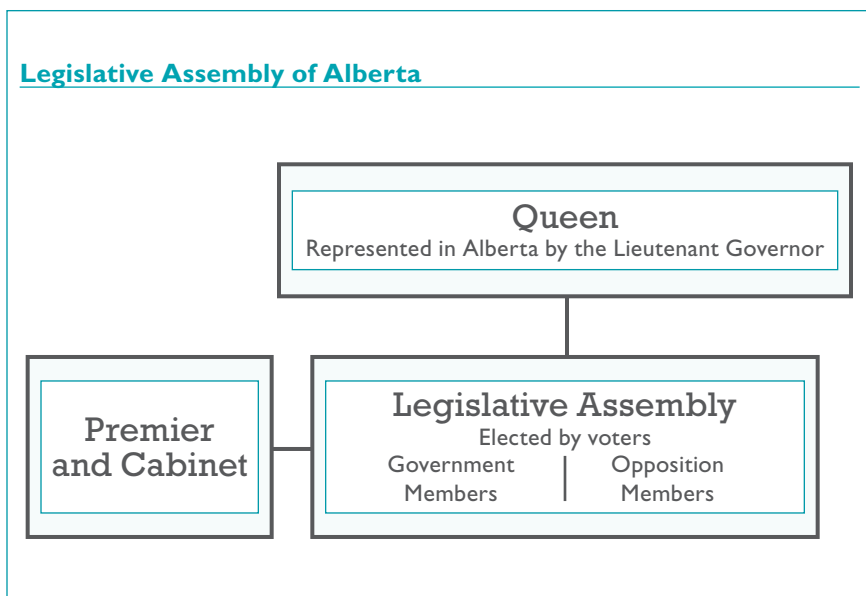 Legislative Assembly of Alberta
Queen
Represented in Alberta by the Lieutenant Governor
Premier
and Cabinet
Legislative Assembly
Elected by voters
Government
Members
Opposition
Members